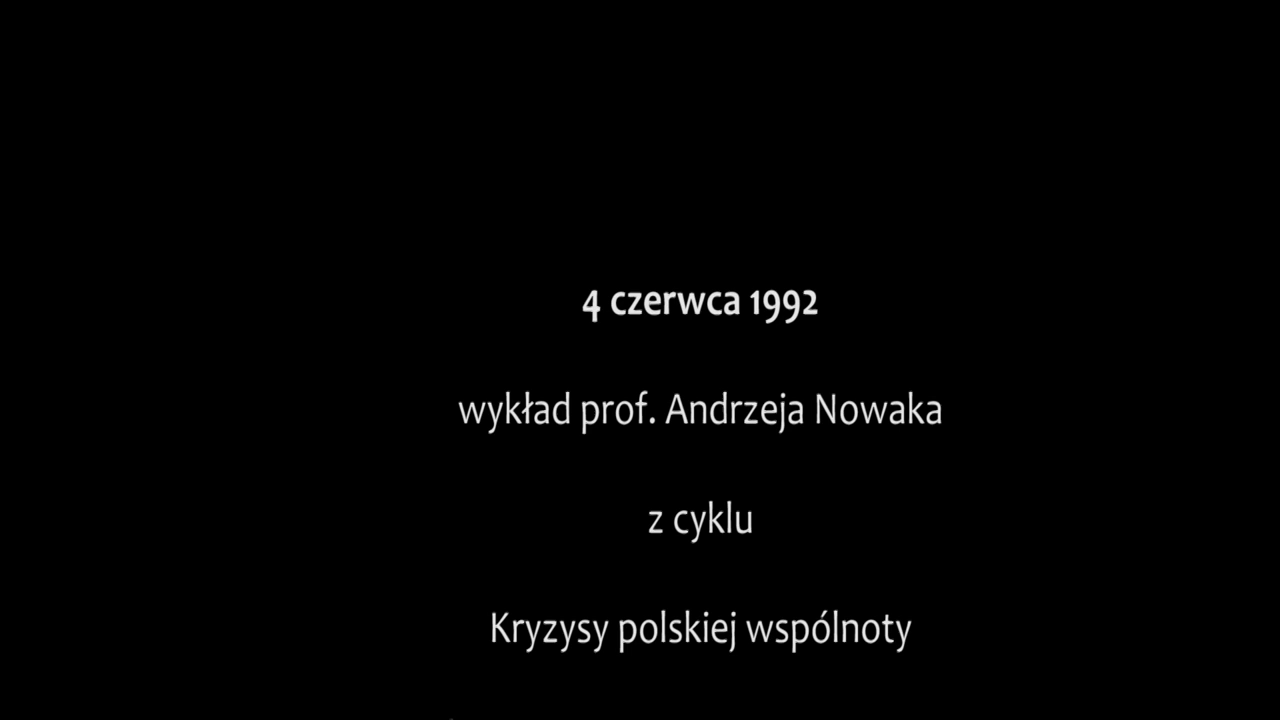 4 czerwca 1992
wykład prof. Andrzeja Nowaka
z cyklu
Kryzysy polskiej wspólnoty